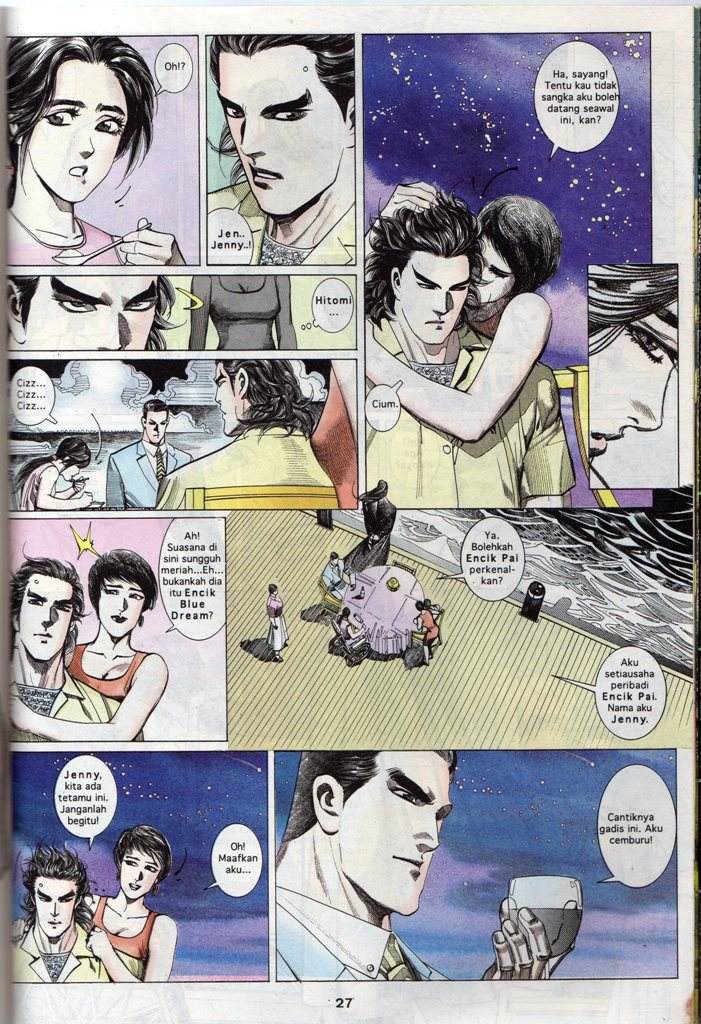 Oh!?
Jen..
Jenny..!
Ha, sayang!
Tentu kau tidak
sangka aku boleh
datang seawal
ini, kan?
Hitomi
...
Cium.
Cizz...
Cizz...
Cizz...
Ah!
Suasana di
sini sungguh
meriah...Eh...
bukankah dia
itu Encik
Blue
Dream?
Ya.
Bolehkah
Encik Pai
perkenal-
kan?
Aku
setiausaha
peribadi
Encik Pai.
Nama aku
Jenny.
Jenny,
kita ada
tetamu ini.
Janganlah
begitu!
Oh!
Maafkan
aku...
Cantiknya
gadis ini. Aku
cemburu!
27